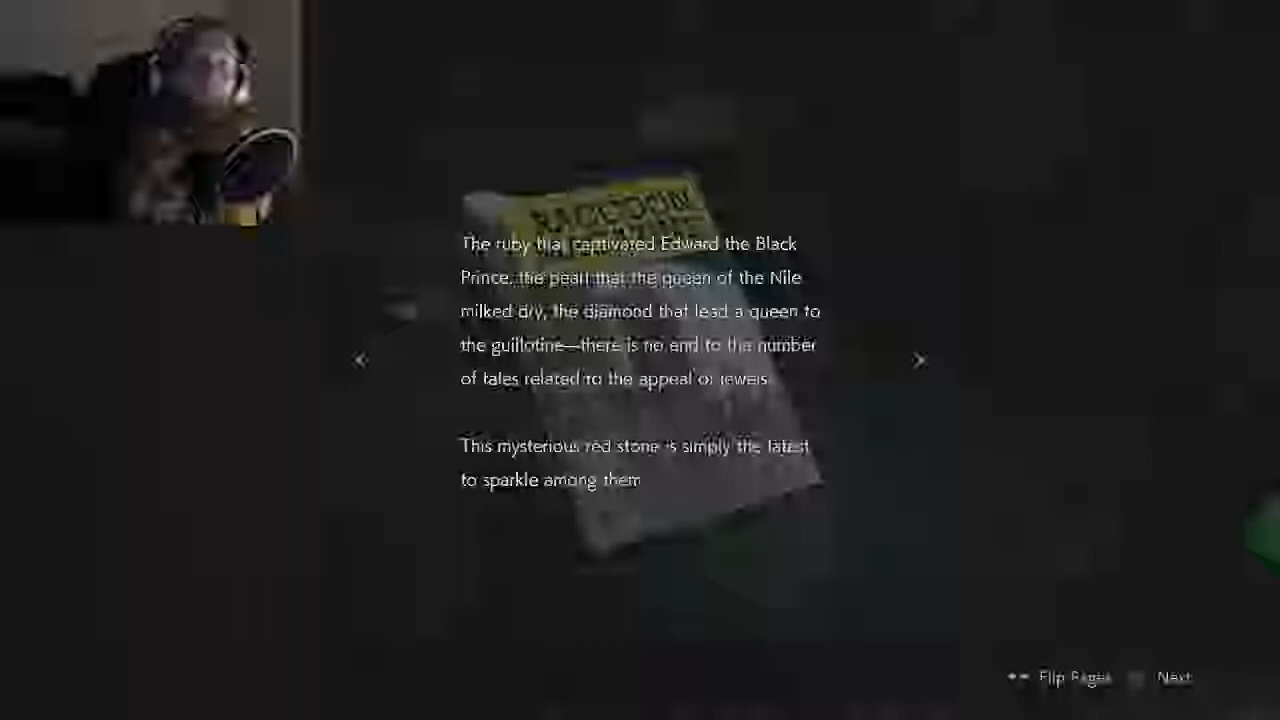 The ruby that captivated Edward the Black
Prince, the pearl that the queen of the Nile
milked dry, the diamond that lead a queen to
the guillotine—there is no end to the number
of tales related to the appeal of jewels.
This mysterious red stone is simply the latest
to sparkle among them
Flip Pages
Next